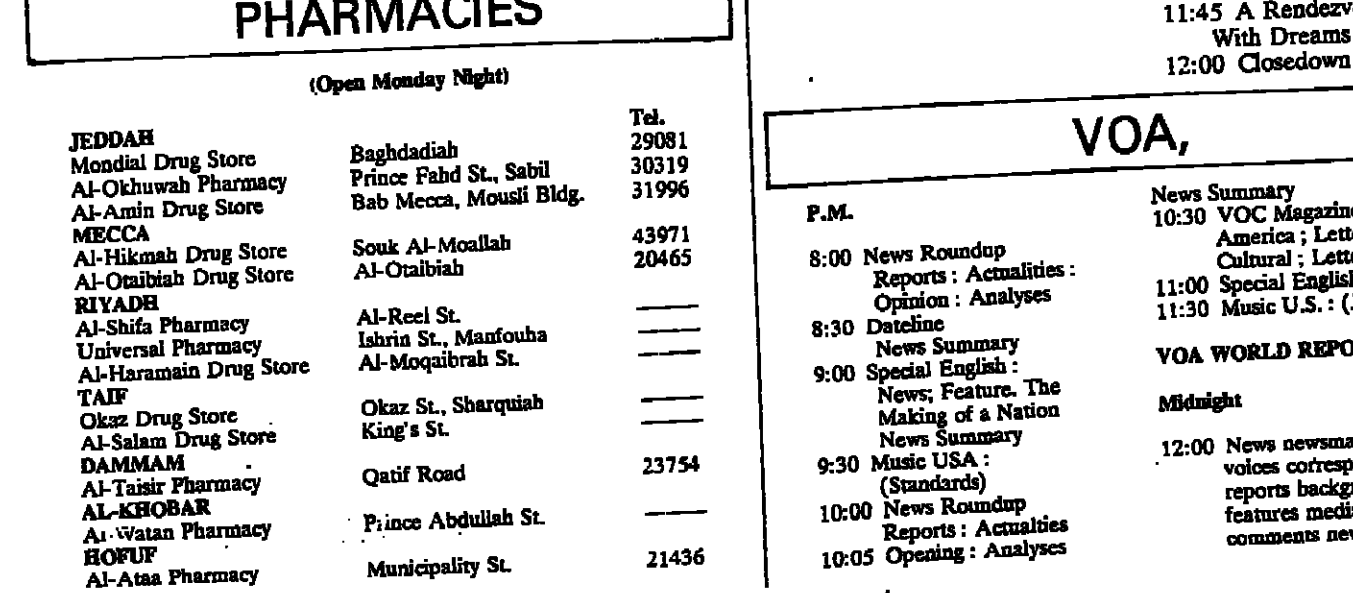 PHARMACIES
(Open Monday Night)
Tel.
JEDDAH
Mondial Drug Store Baghdadiah 29081
Al-Okhuwah Pharmacy Prince Fahd St., Sabil 30319
Al-Amin Drug Store Bab Mecca, Mousli Bldg. 31996
MECCA
Al-Hikmah Drug Store Souk Al-Moallah 43971
Al-Otaibiah Drug Store Al-Otaibiah 20465
RIYADH
Al-Shifa Pharmacy Al-Reel St. ——
Universal Pharmacy Ishrin St., Manfouha ——
Al-Haramain Drug Store Al-Moqaibrah St. ——
TAIF
Okaz Drug Store Okaz St., Sharquiah ——
Al-Salam Drug Store King's St. ——
DAMMAM
Al-Taisir Pharmacy Qatif Road 23754
AL-KHOBAR
Al-Watan Pharmacy Prince Abdullah St. ——
HOFUF
Al-Ataa Pharmacy Municipality St. 21436
11:45 A Rendezv
With Dreams
12:00 Closedown
VOA,
P.M.
8:00 News Roundup
Reports : Actualities :
Opinion : Analyses
8:30 Dateline
News Summary
9:00 Special English :
News; Feature. The
Making of a Nation
News Summary
9:30 Music USA :
(Standards)
10:00 News Roundup
Reports : Actualties
10:05 Opening : Analyses
News Summary
10:30 VOC Magazine
America ; Lett
Cultural ; Lett
11:00 Special English
11:30 Music U.S. : (
VOA WORLD REPO
Midnight
12:00 News newsma
voices corresp
reports backg
features medi
comments nev